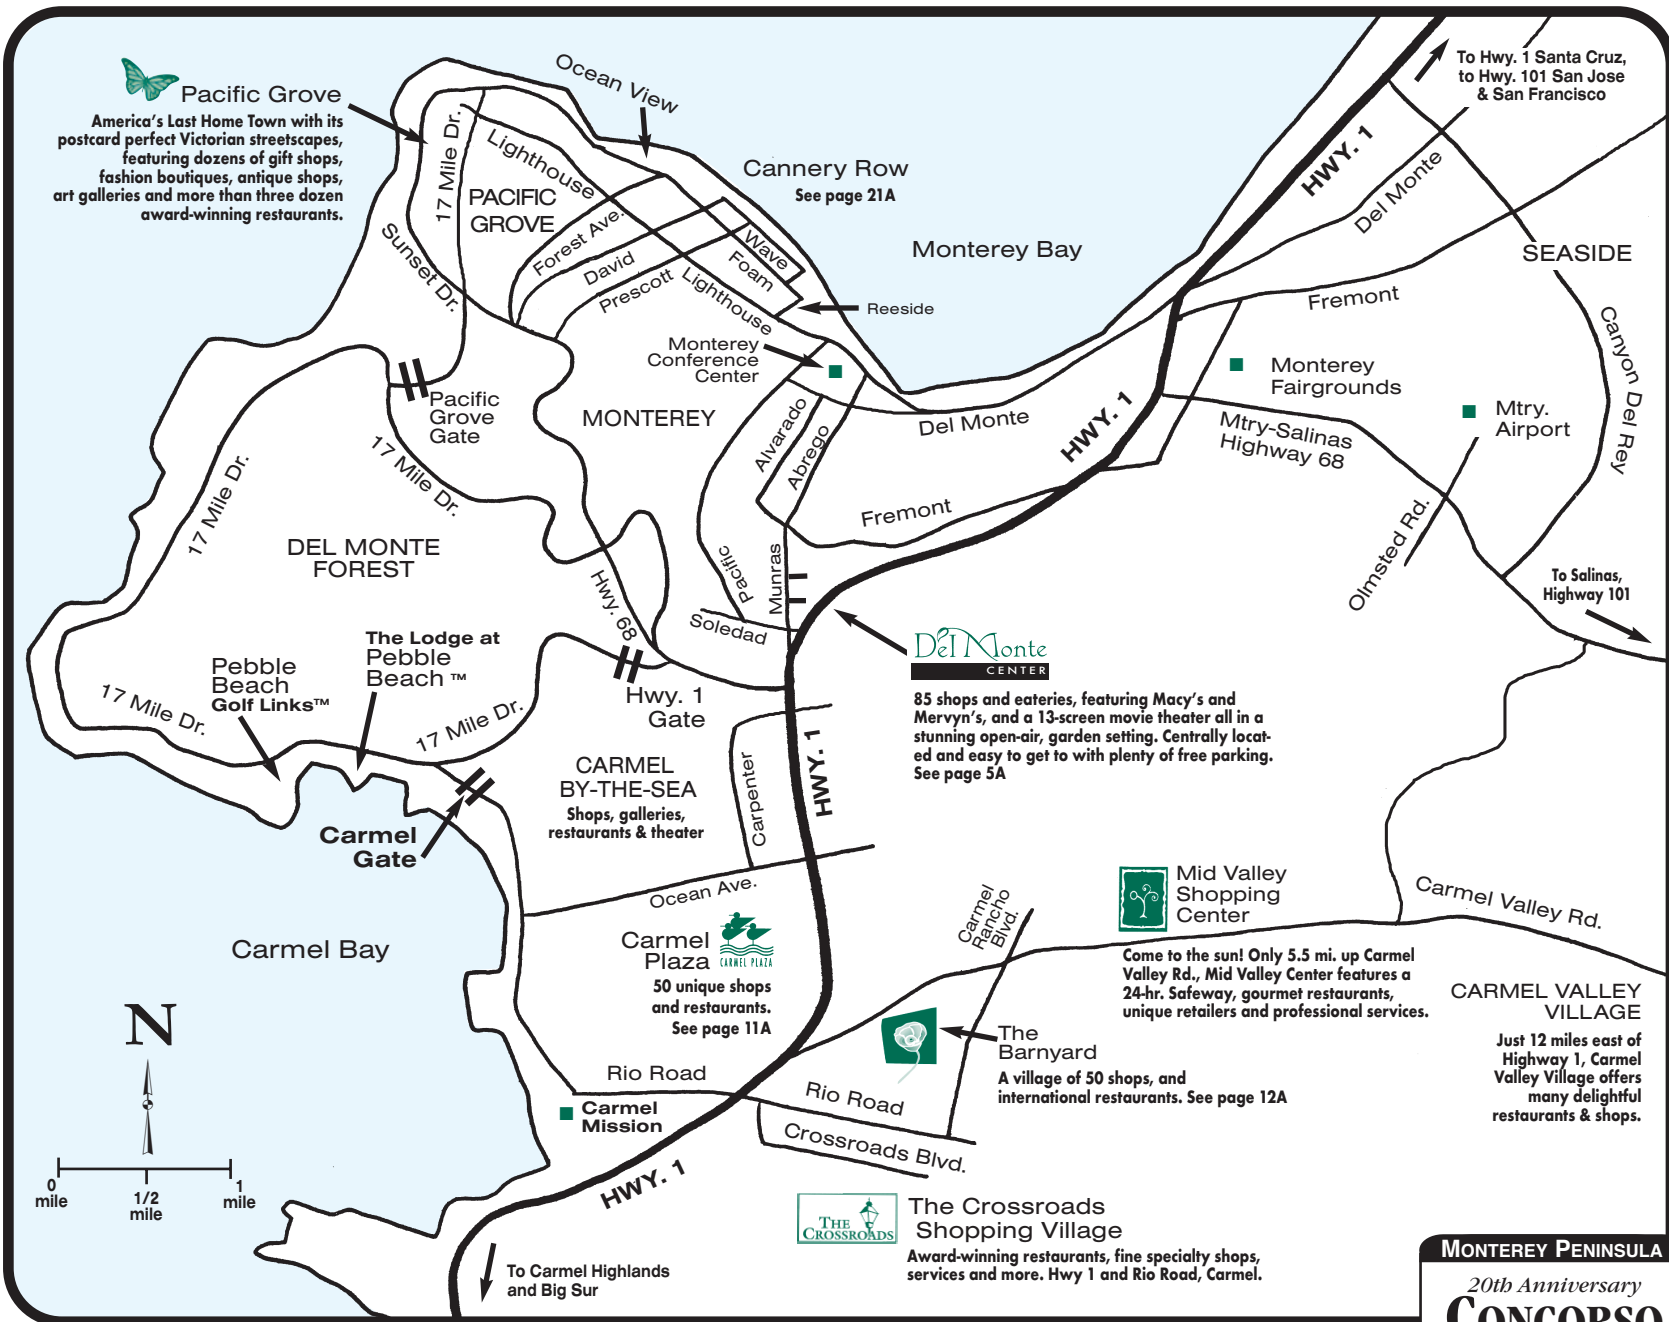 Pacific Grove
America's Last Home Town with its
postcard perfect Victorian streetscapes,
featuring dozens of gift shops,
fashion boutiques, antique shops,
art galleries and more than three dozen
award-winning restaurants.
Ocean View
To Hwy. 1 Santa Cruz,
to Hwy. 101 San Jose
& San Francisco
HWY. 1
Cannery Row
See page 21A
Monterey Bay
17 Mile Dr.
Lighthouse
PACIFIC
GROVE
Sunset Dr.
Forest Ave.
David
Prescott
Lighthouse
Wave
Foam
Reeside
Del Monte
SEASIDE
Fremont
Canyon Del Rey
Monterey
Conference
Center
Monterey
Fairgrounds
Mtry.
Airport
Pacific
Grove
Gate
MONTEREY
Alvarado
Abrego
Del Monte
HWY. 1
Mtry-Salinas
Highway 68
17 Mile Dr.
17 Mile Dr.
Fremont
Olmsted Rd.
DEL MONTE
FOREST
Hwy. 68
Pacific
Munras
Soledad
To Salinas,
Highway 101
Del Monte
CENTER
85 shops and eateries, featuring Macy's and
Mervyn's, and a 13-screen movie theater all in a
stunning open-air, garden setting. Centrally locat-
ed and easy to get to with plenty of free parking.
See page 5A
The Lodge at
Pebble
Beach ™
Pebble
Beach
Golf Links™
17 Mile Dr.
17 Mile Dr.
Hwy. 1
Gate
HWY. 1
CARMEL
BY-THE-SEA
Shops, galleries,
restaurants & theater
Carpenter
Carmel
Gate
Ocean Ave.
Carmel
Plaza
CARMEL PLAZA
50 unique shops
and restaurants.
See page 11A
Carmel Bay
Carmel
Rancho
Blvd.
Mid Valley
Shopping
Center
Come to the sun! Only 5.5 mi. up Carmel
Valley Rd., Mid Valley Center features a
24-hr. Safeway, gourmet restaurants,
unique retailers and professional services.
Carmel Valley Rd.
CARMEL VALLEY
VILLAGE
Just 12 miles east of
Highway 1, Carmel
Valley Village offers
many delightful
restaurants & shops.
The
Barnyard
A village of 50 shops, and
international restaurants. See page 12A
N
Rio Road
Rio Road
Carmel
Mission
Crossroads Blvd.
HWY. 1
0
mile
1/2
mile
1
mile
THE
CROSSROADS
The Crossroads
Shopping Village
Award-winning restaurants, fine specialty shops,
services and more. Hwy 1 and Rio Road, Carmel.
To Carmel Highlands
and Big Sur
MONTEREY PENINSULA
20th Anniversary
CONCORSO